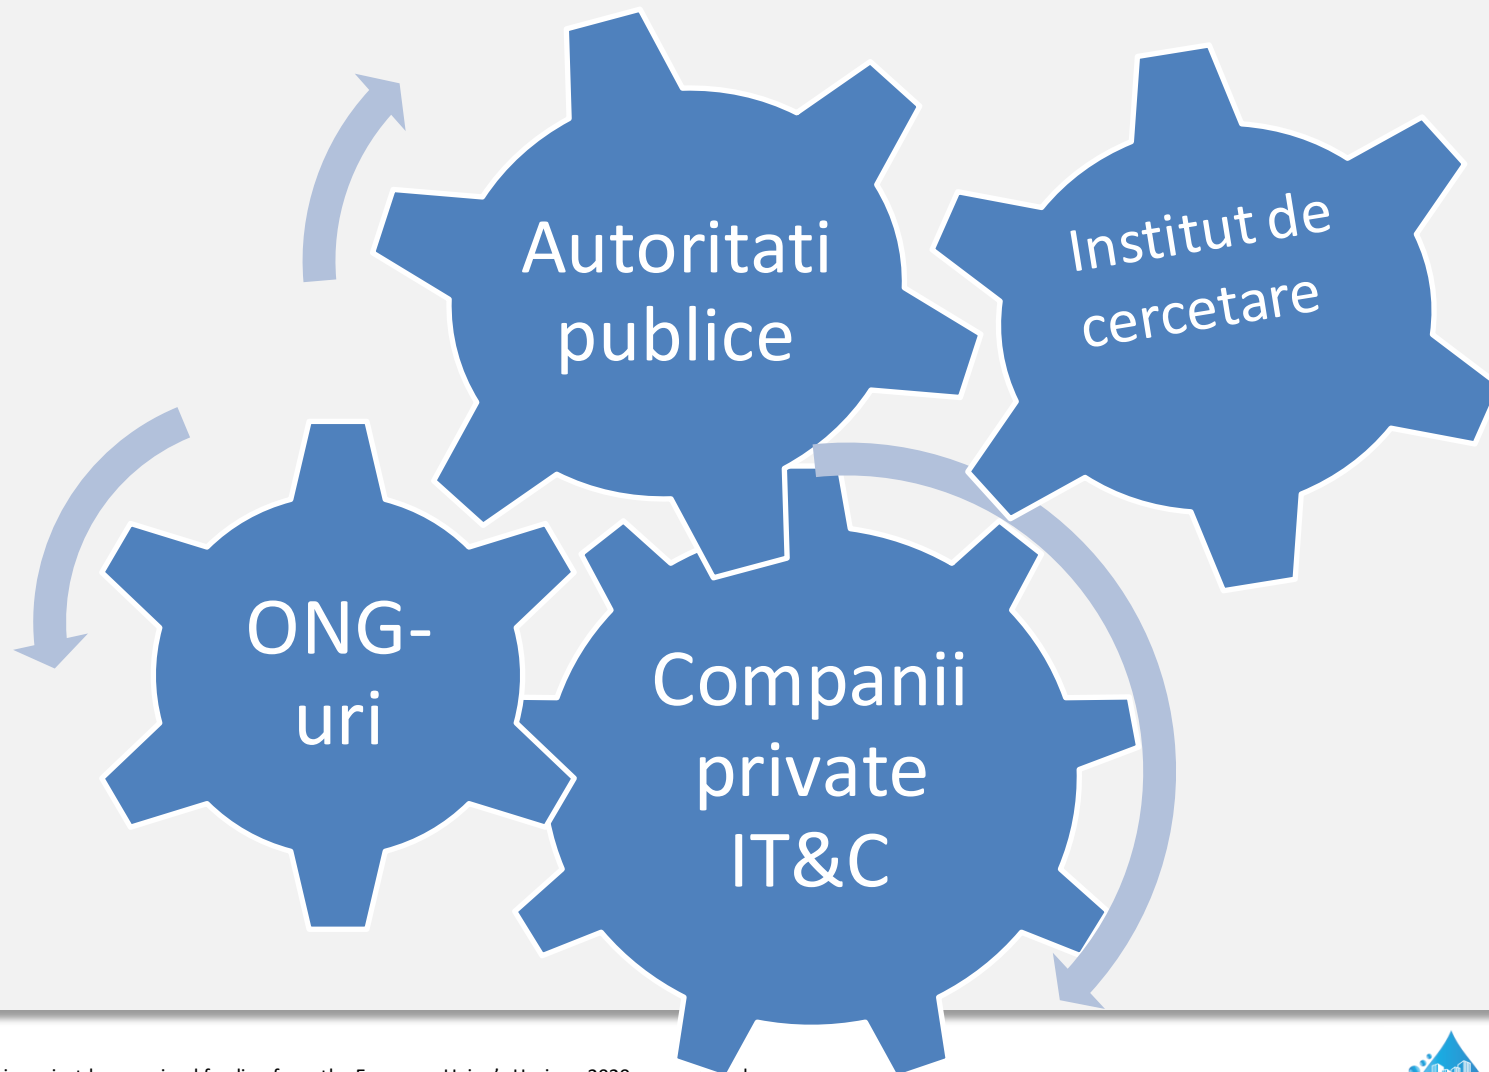 Autoritati
publice
Institut de
cercetare
ONG-
uri
Companii
private
IT&C